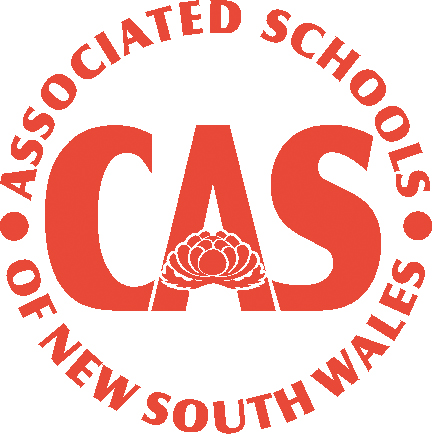 ASSOCIATED SCHOOLS
CAS
OF NEW SOUTH WALES